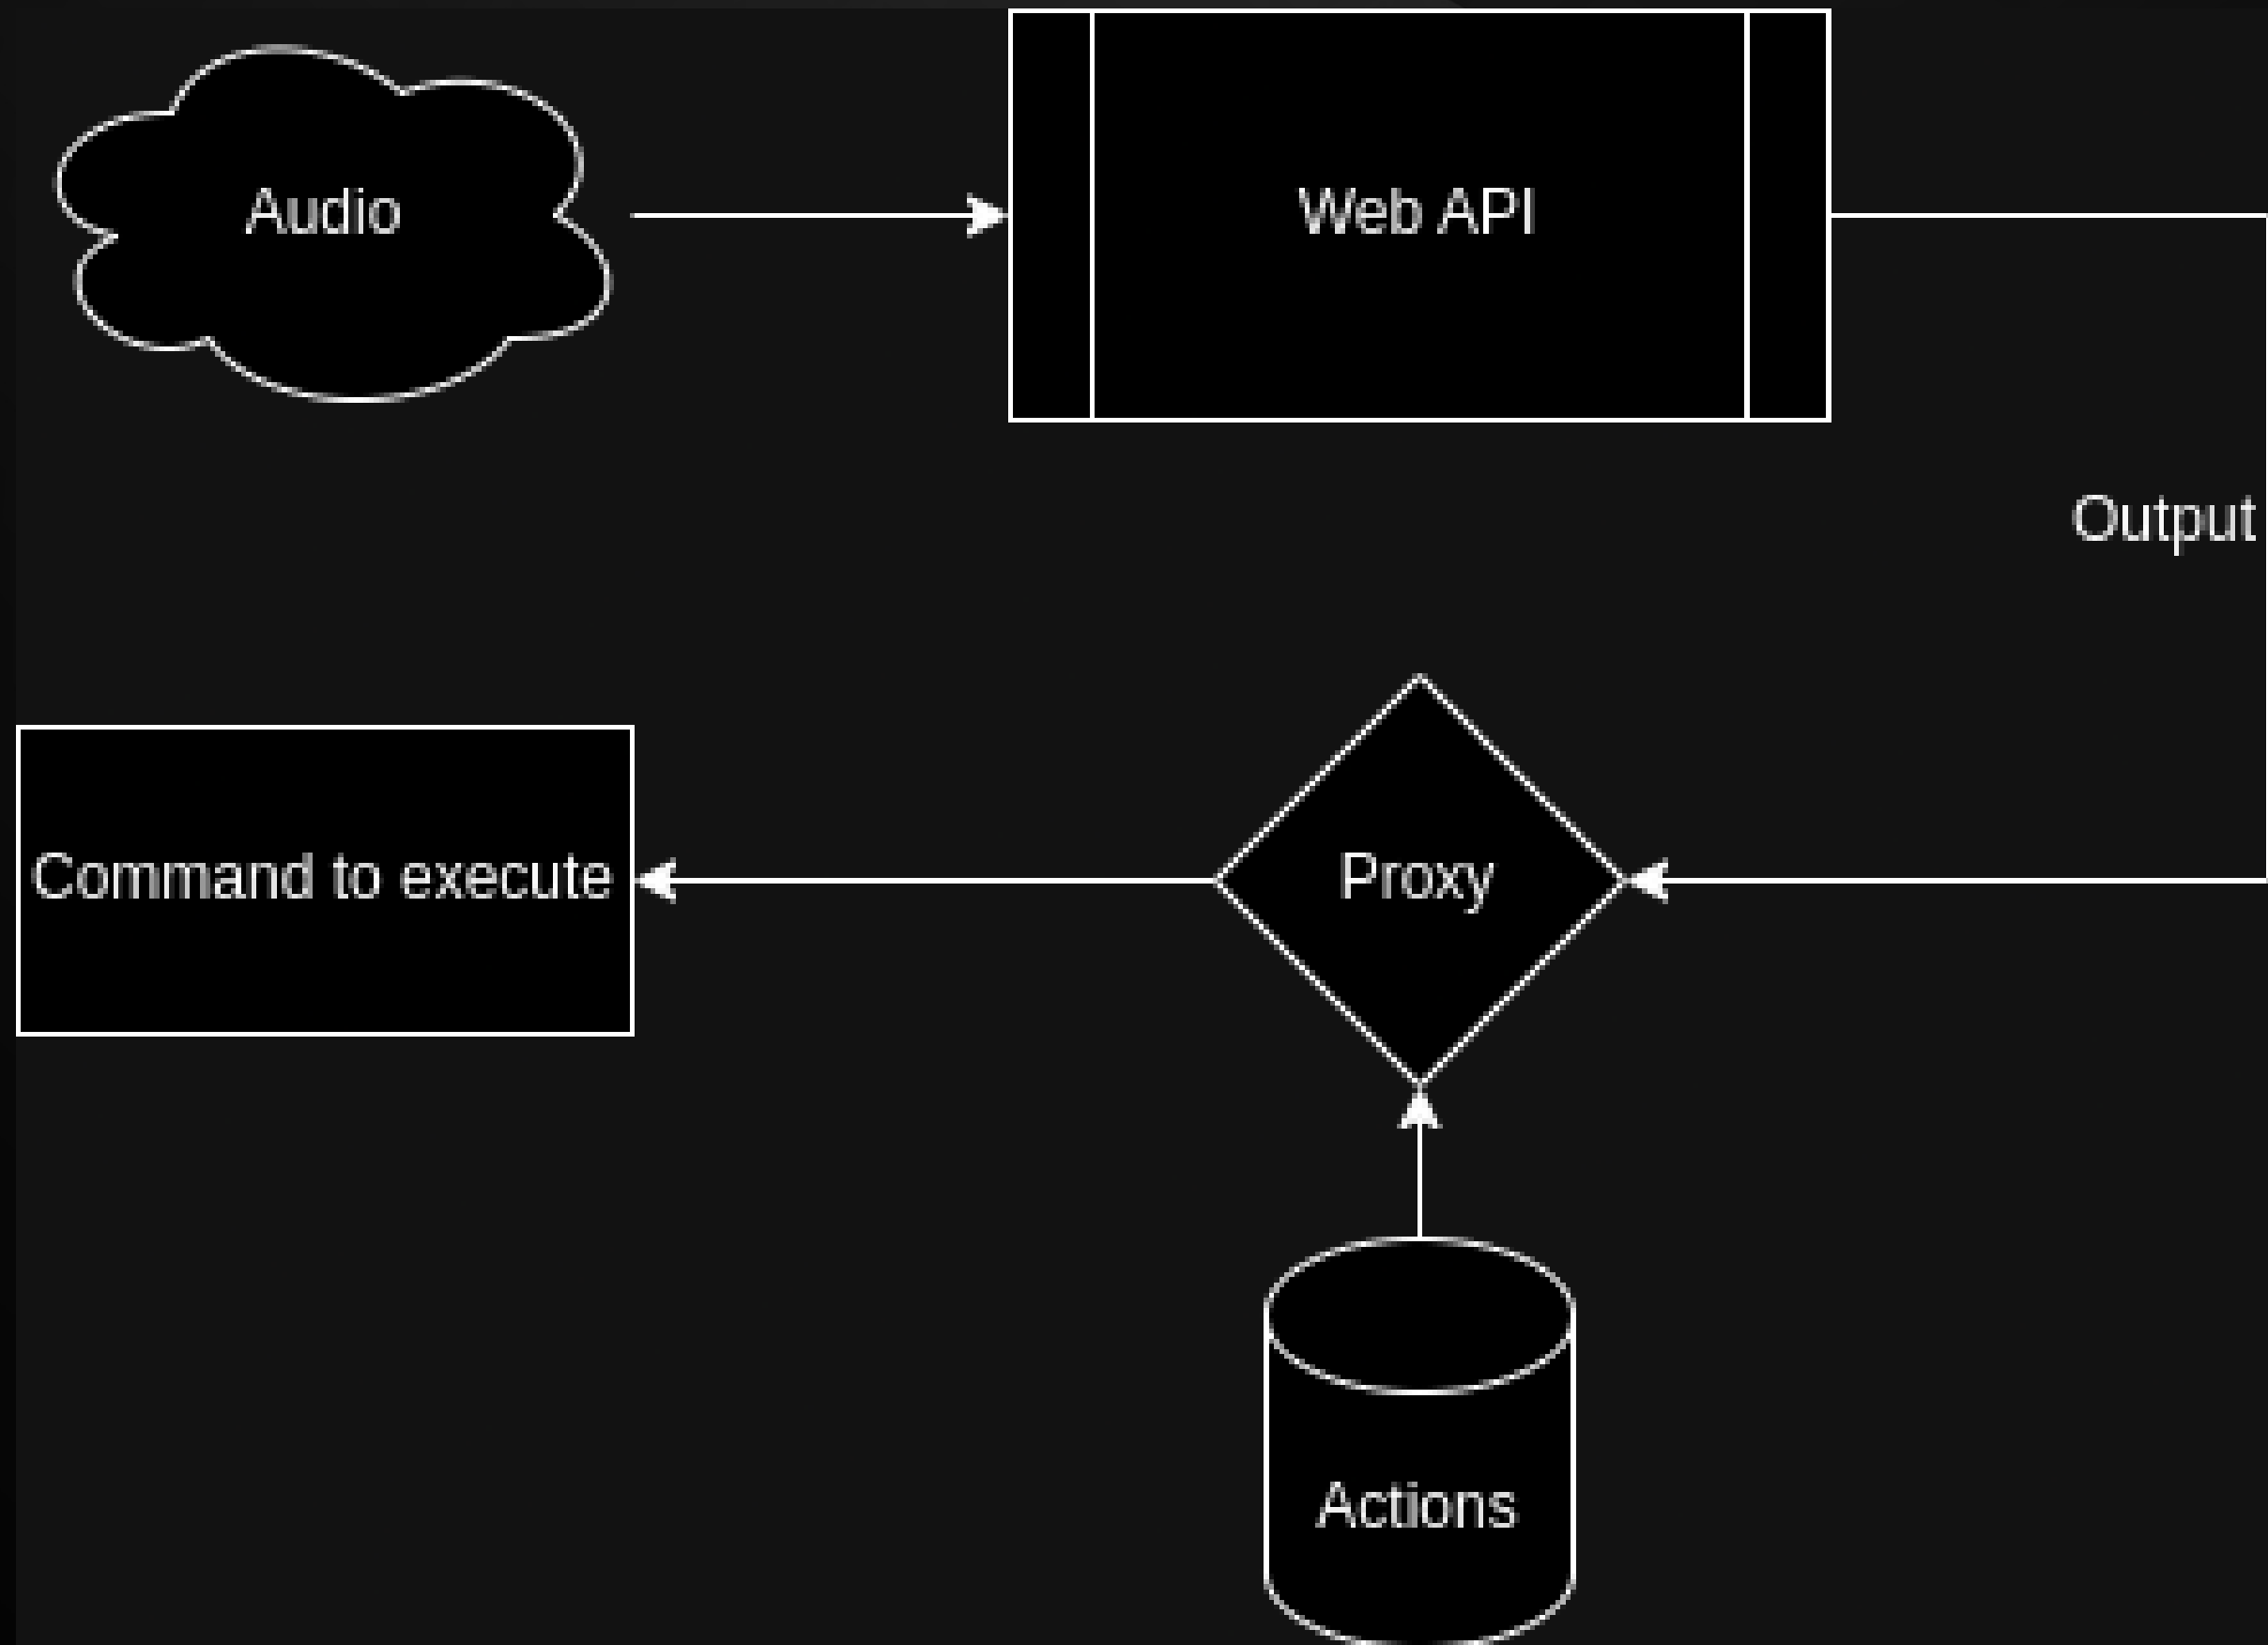 Audio
Web API
Output
Command to execute
Proxy
Actions